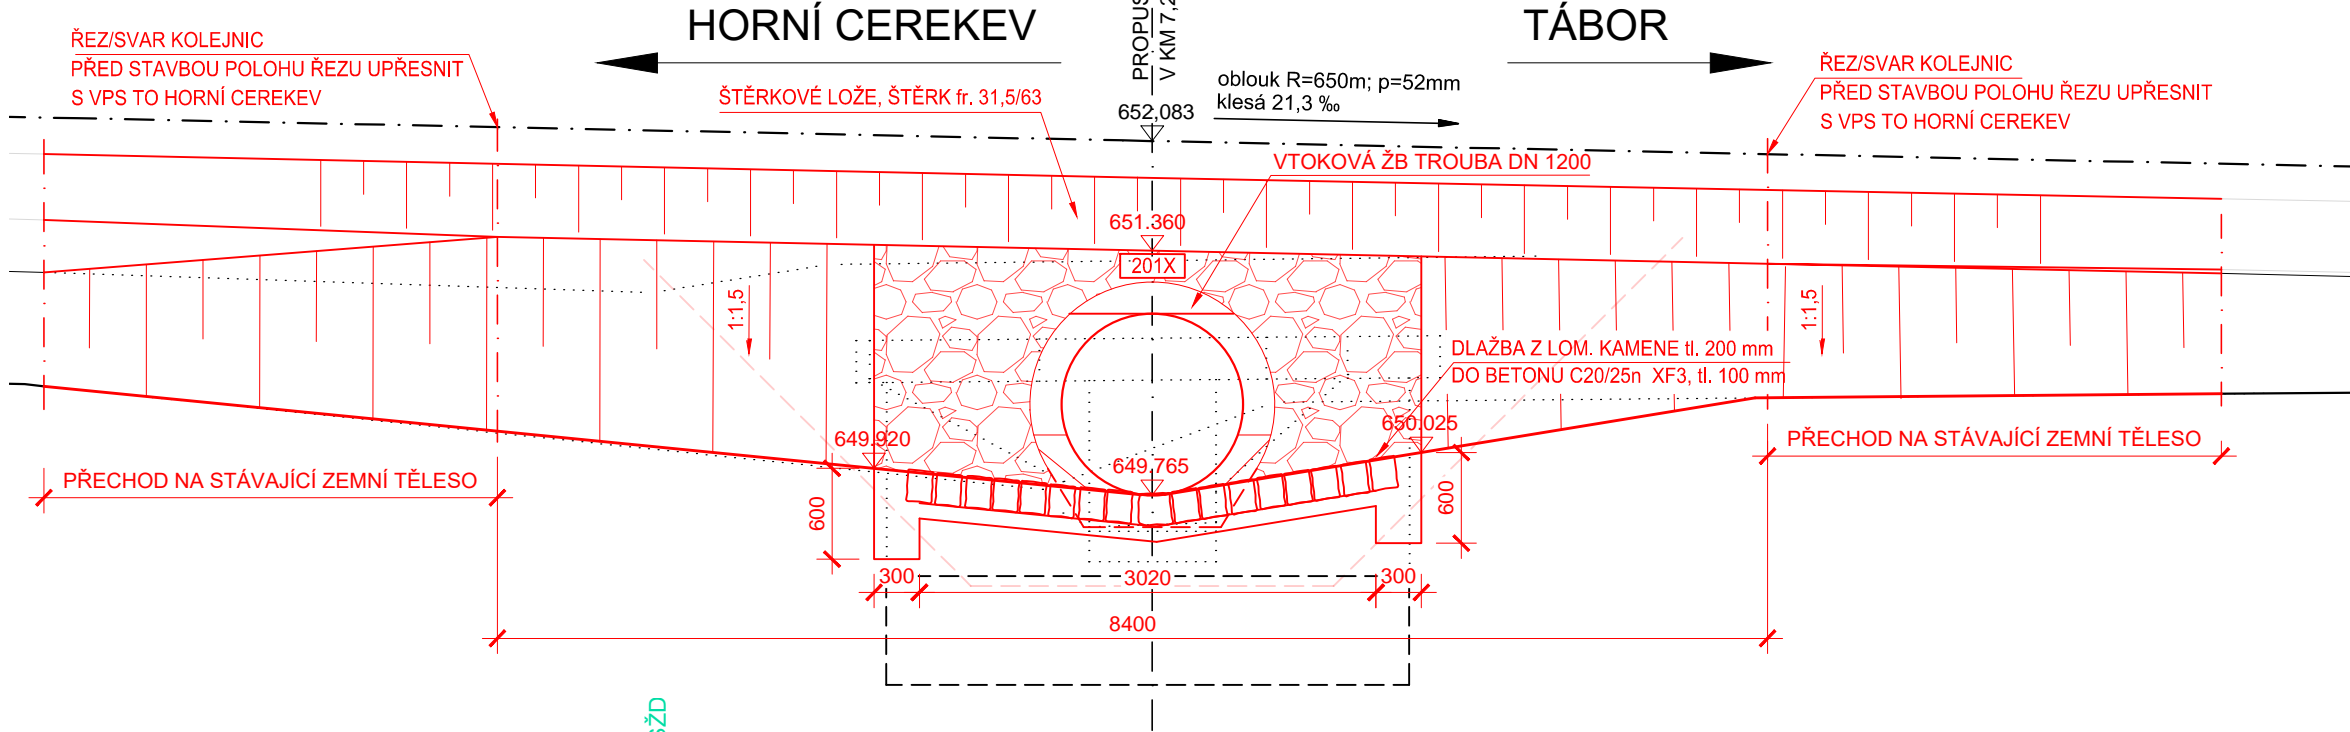 HORNÍ CEREKEV
TÁBOR
ŘEZ/SVAR KOLEJNIC
PŘED STAVBOU POLOHU ŘEZU UPŘESNIT
S VPS TO HORNÍ CEREKEV
ŠTĚRKOVÉ LOŽE, ŠTĚRK fr. 31,5/63
V KM
652,083
oblouk R=650m; p=52mm
klesá 21,3 ‰
ŘEZ/SVAR KOLEJNIC
PŘED STAVBOU POLOHU ŘEZU UPŘESNIT
S VPS TO HORNÍ CEREKEV
VTOKOVÁ ŽB TROUBA DN 1200
651.360
201X
1:1,5
1:1,5
DLAŽBA Z LOM. KAMENE tl. 200 mm
DO BETONU C20/25n XF3, tl. 100 mm
649.920
650.025
649,765
PŘECHOD NA STÁVAJÍCÍ ZEMNÍ TĚLESO
PŘECHOD NA STÁVAJÍCÍ ZEMNÍ TĚLESO
600
600
300
3020
300
8400